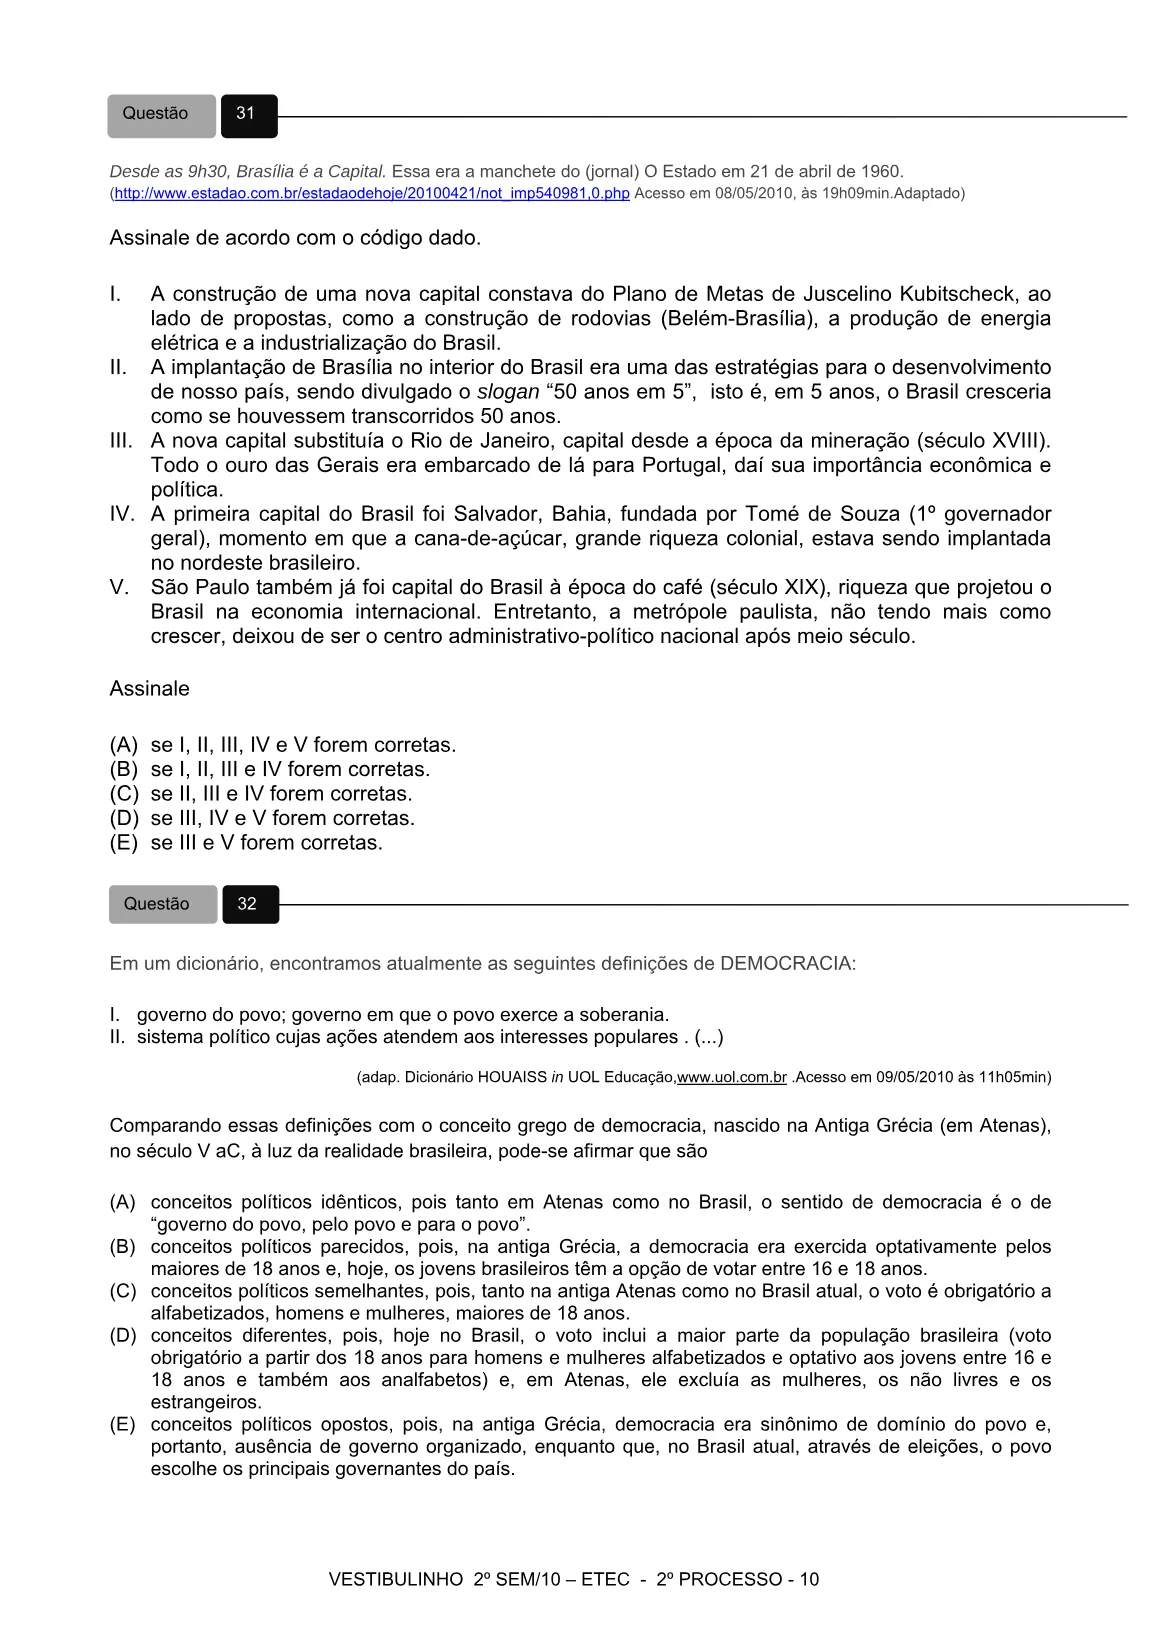 Questão 31
Desde as 9h30, Brasília é a Capital. Essa era a manchete do (jornal) O Estado em 21 de abril de 1960.
(http://www.estadao.com.br/estadaodehoje/20100421/not_imp540981,0.php Acesso em 08/05/2010, às 19h09min.Adaptado)
Assinale de acordo com o código dado.
I. A construção de uma nova capital constava do Plano de Metas de Juscelino Kubitscheck, ao
lado de propostas, como a construção de rodovias (Belém-Brasília), a produção de energia
elétrica e a industrialização do Brasil.
II. A implantação de Brasília no interior do Brasil era uma das estratégias para o desenvolvimento
de nosso país, sendo divulgado o slogan “50 anos em 5”, isto é, em 5 anos, o Brasil cresceria
como se houvessem transcorridos 50 anos.
III. A nova capital substituía o Rio de Janeiro, capital desde a época da mineração (século XVIII).
Todo o ouro das Gerais era embarcado de lá para Portugal, daí sua importância econômica e
política.
IV. A primeira capital do Brasil foi Salvador, Bahia, fundada por Tomé de Souza (1º governador
geral), momento em que a cana-de-açúcar, grande riqueza colonial, estava sendo implantada
no nordeste brasileiro.
V. São Paulo também já foi capital do Brasil à época do café (século XIX), riqueza que projetou o
Brasil na economia internacional. Entretanto, a metrópole paulista, não tendo mais como
crescer, deixou de ser o centro administrativo-político nacional após meio século.
Assinale
(A) se I, II, III, IV e V forem corretas.
(B) se I, II, III e IV forem corretas.
(C) se II, III e IV forem corretas.
(D) se III, IV e V forem corretas.
(E) se III e V forem corretas.
Questão 32
Em um dicionário, encontramos atualmente as seguintes definições de DEMOCRACIA:
I. governo do povo; governo em que o povo exerce a soberania.
II. sistema político cujas ações atendem aos interesses populares . (...)
(adap. Dicionário HOUAISS in UOL Educação,www.uol.com.br .Acesso em 09/05/2010 às 11h05min)
Comparando essas definições com o conceito grego de democracia, nascido na Antiga Grécia (em Atenas),
no século V aC, à luz da realidade brasileira, pode-se afirmar que são
(A) conceitos políticos idênticos, pois tanto em Atenas como no Brasil, o sentido de democracia é o de
“governo do povo, pelo povo e para o povo”.
(B) conceitos políticos parecidos, pois, na antiga Grécia, a democracia era exercida optativamente pelos
maiores de 18 anos e, hoje, os jovens brasileiros têm a opção de votar entre 16 e 18 anos.
(C) conceitos políticos semelhantes, pois, tanto na antiga Atenas como no Brasil atual, o voto é obrigatório a
alfabetizados, homens e mulheres, maiores de 18 anos.
(D) conceitos diferentes, pois, hoje no Brasil, o voto inclui a maior parte da população brasileira (voto
obrigatório a partir dos 18 anos para homens e mulheres alfabetizados e optativo aos jovens entre 16 e
18 anos e também aos analfabetos) e, em Atenas, ele excluía as mulheres, os não livres e os
estrangeiros.
(E) conceitos políticos opostos, pois, na antiga Grécia, democracia era sinônimo de domínio do povo e,
portanto, ausência de governo organizado, enquanto que, no Brasil atual, através de eleições, o povo
escolhe os principais governantes do país.
VESTIBULINHO 2º SEM/10 – ETEC - 2º PROCESSO - 10